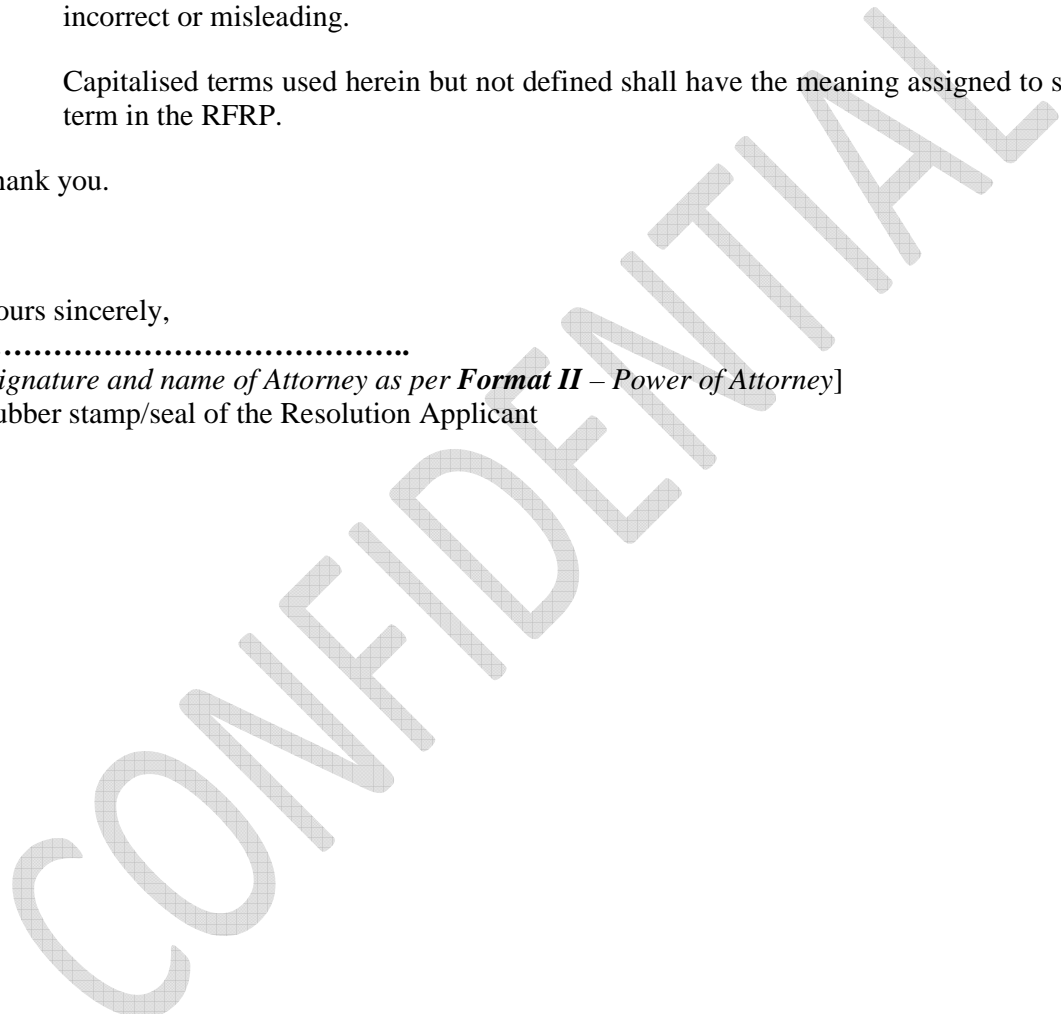 incorrect or misleading.
Capitalised terms used herein but not defined shall have the meaning assigned to s
term in the RFRP.
hank you.
ours sincerely,
…………………………………..
ignature and name of Attorney as per Format II – Power of Attorney]
ubber stamp/seal of the Resolution Applicant
CONFIDENTIAL